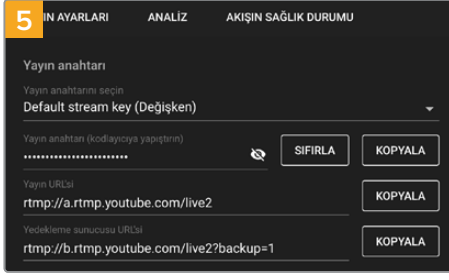 5
IN AYARLARI ANALİZ AKIŞIN SAĞLIK DURUMU
Yayın anahtarı
Yayın anahtarını seçin
Default stream key (Değişken)
Yayın anahtarı (kodlayıcıya yapıştırın)
•••••••••••••••••••••••• SIFIRLA KOPYALA
Yayın URL'si
rtmp://a.rtmp.youtube.com/live2 KOPYALA
Yedekleme sunucusu URL'si
rtmp://b.rtmp.youtube.com/live2?backup=1 KOPYALA